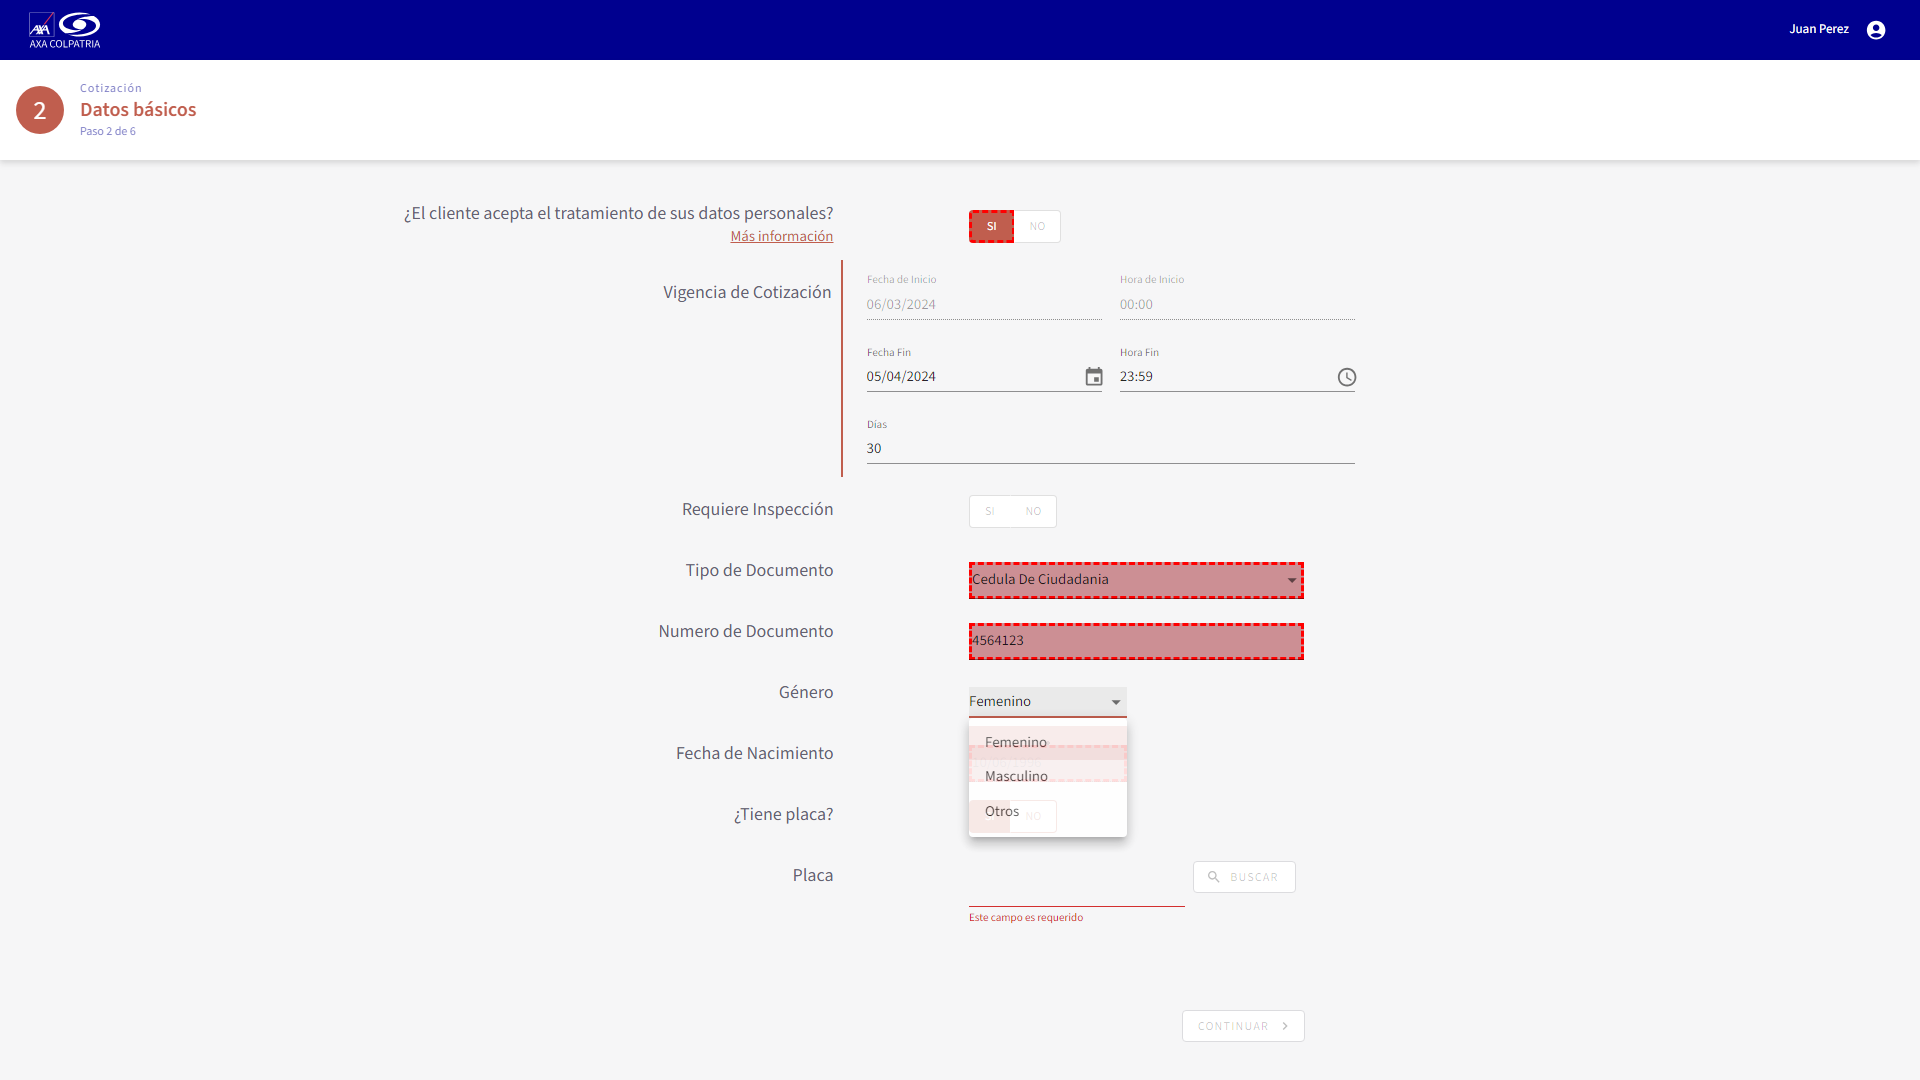 AXA
AXA COLPATRIA
Juan Perez
2
Cotización
Datos básicos
Paso 2 de 6
¿El cliente acepta el tratamiento de sus datos personales?
Más información
SI
NO
Vigencia de Cotización
Fecha de Inicio
Hora de Inicio
06/03/2024
00:00
Fecha Fin
Hora Fin
05/04/2024
23:59
Días
30
Requiere Inspección
SI
NO
Tipo de Documento
Cedula De Ciudadania
Numero de Documento
4564123
Género
Femenino
Femenino
Fecha de Nacimiento
Masculino
¿Tiene placa?
Otros
NO
Placa
BUSCAR
Este campo es requerido
CONTINUAR